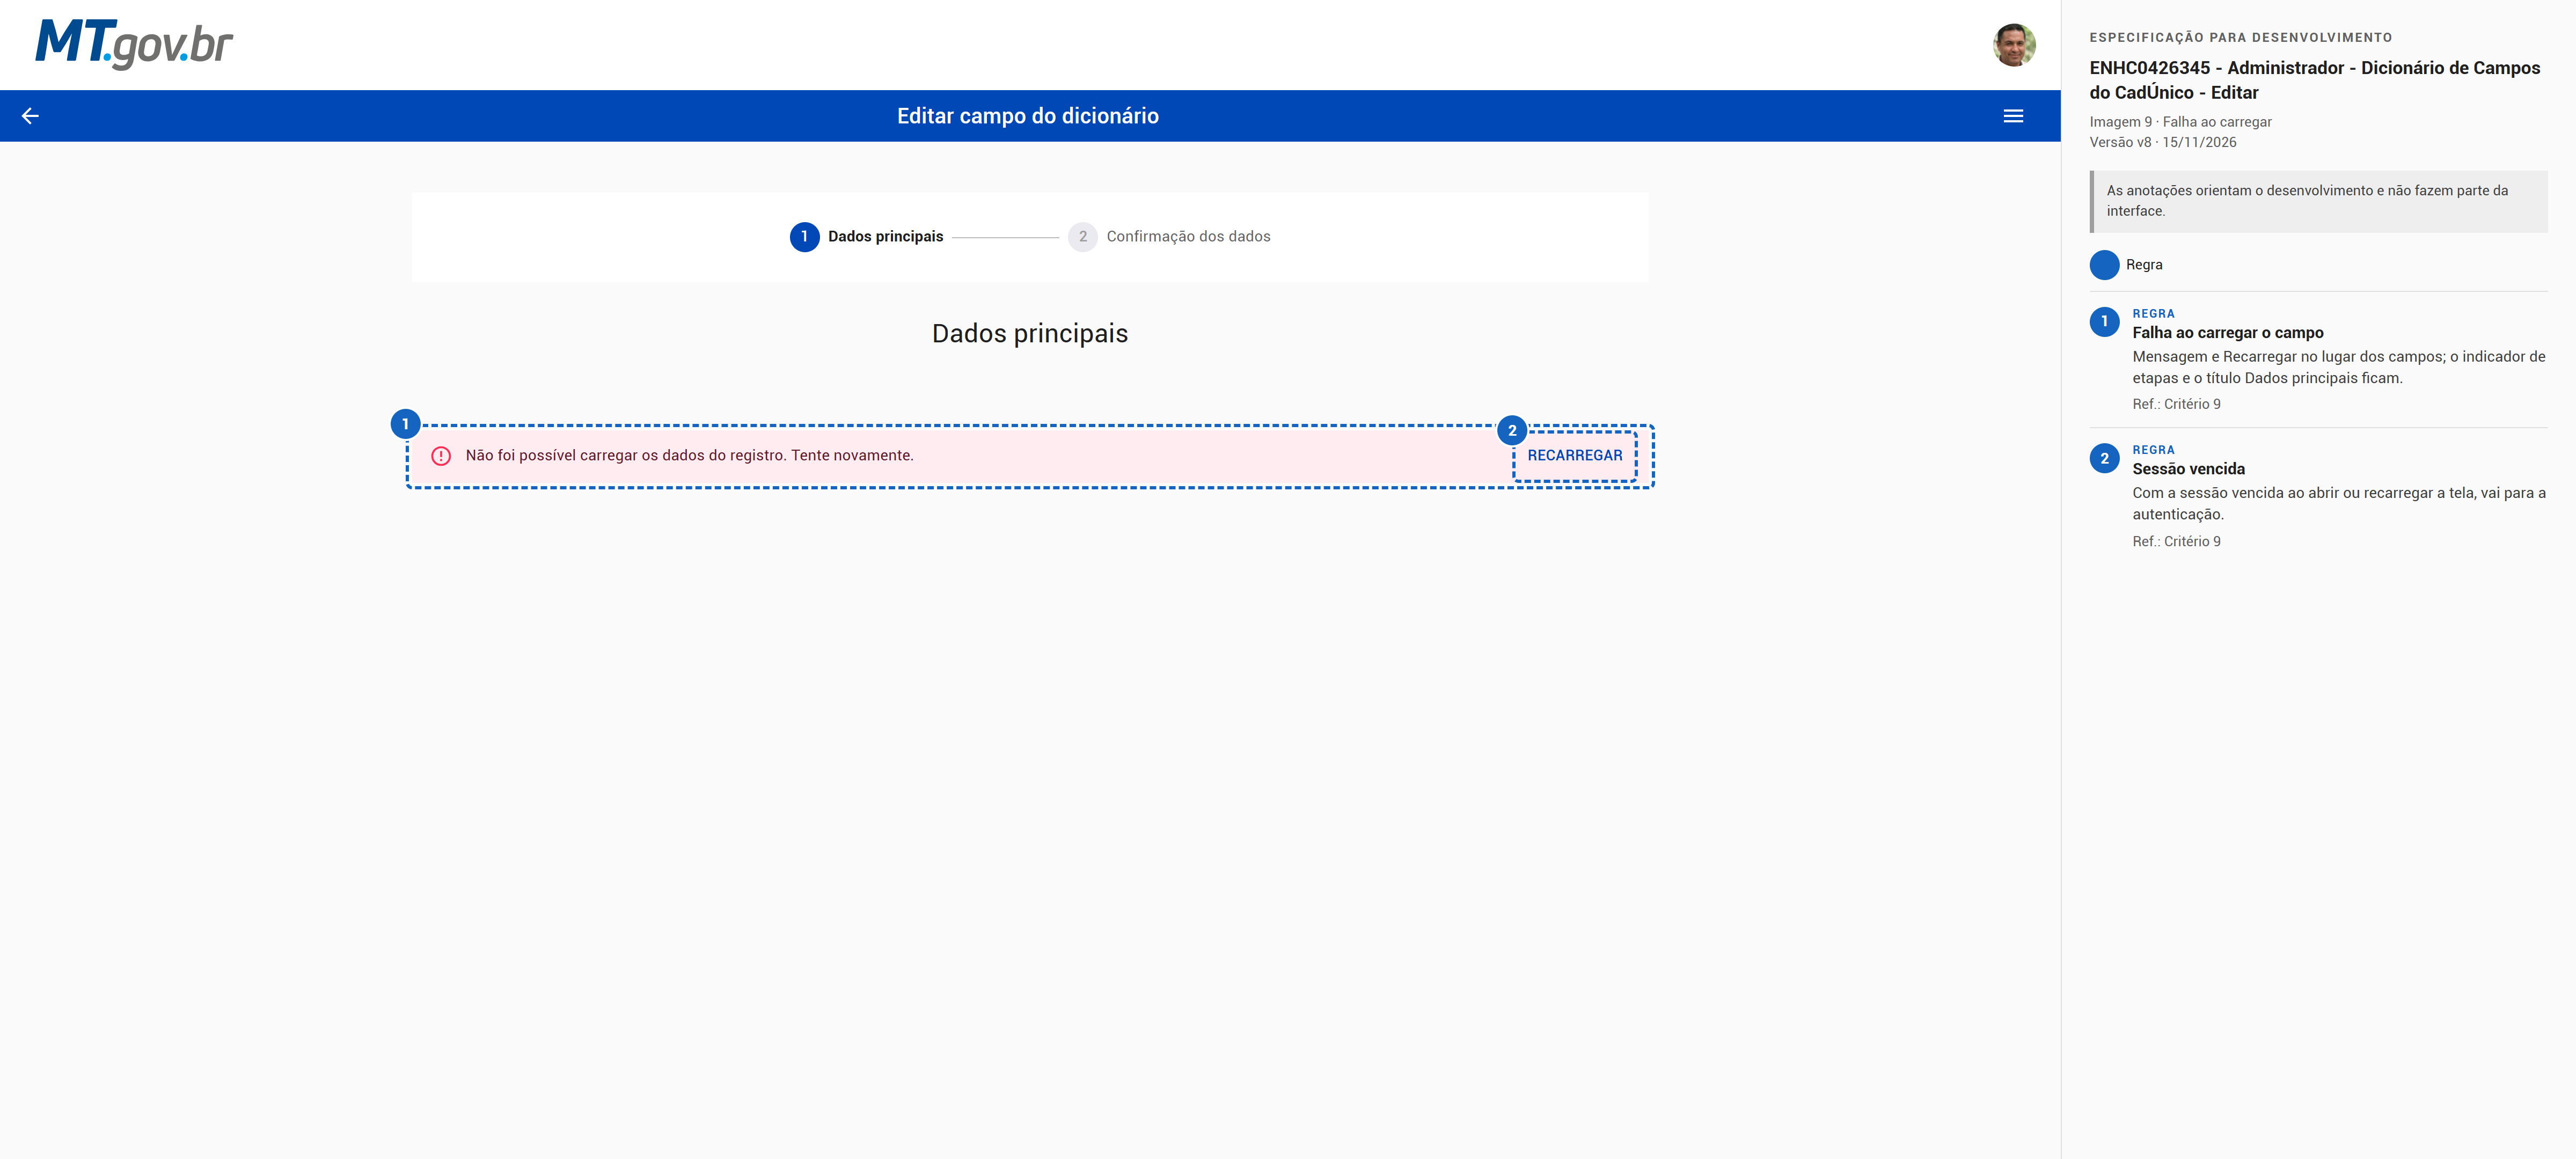 MT.gov.br
Editar campo do dicionário
1 Dados principais
2 Confirmação dos dados
Dados principais
1
2
Não foi possível carregar os dados do registro. Tente novamente.
RECARREGAR
ESPECIFICAÇÃO PARA DESENVOLVIMENTO
ENHC0426345 - Administrador - Dicionário de Campos
do CadÚnico - Editar
Imagem 9 · Falha ao carregar
Versão v8 · 15/11/2026
As anotações orientam o desenvolvimento e não fazem parte da
interface.
Regra
1
REGRA
Falha ao carregar o campo
Mensagem e Recarregar no lugar dos campos; o indicador de
etapas e o título Dados principais ficam.
Ref.: Critério 9
2
REGRA
Sessão vencida
Com a sessão vencida ao abrir ou recarregar a tela, vai para a
autenticação.
Ref.: Critério 9